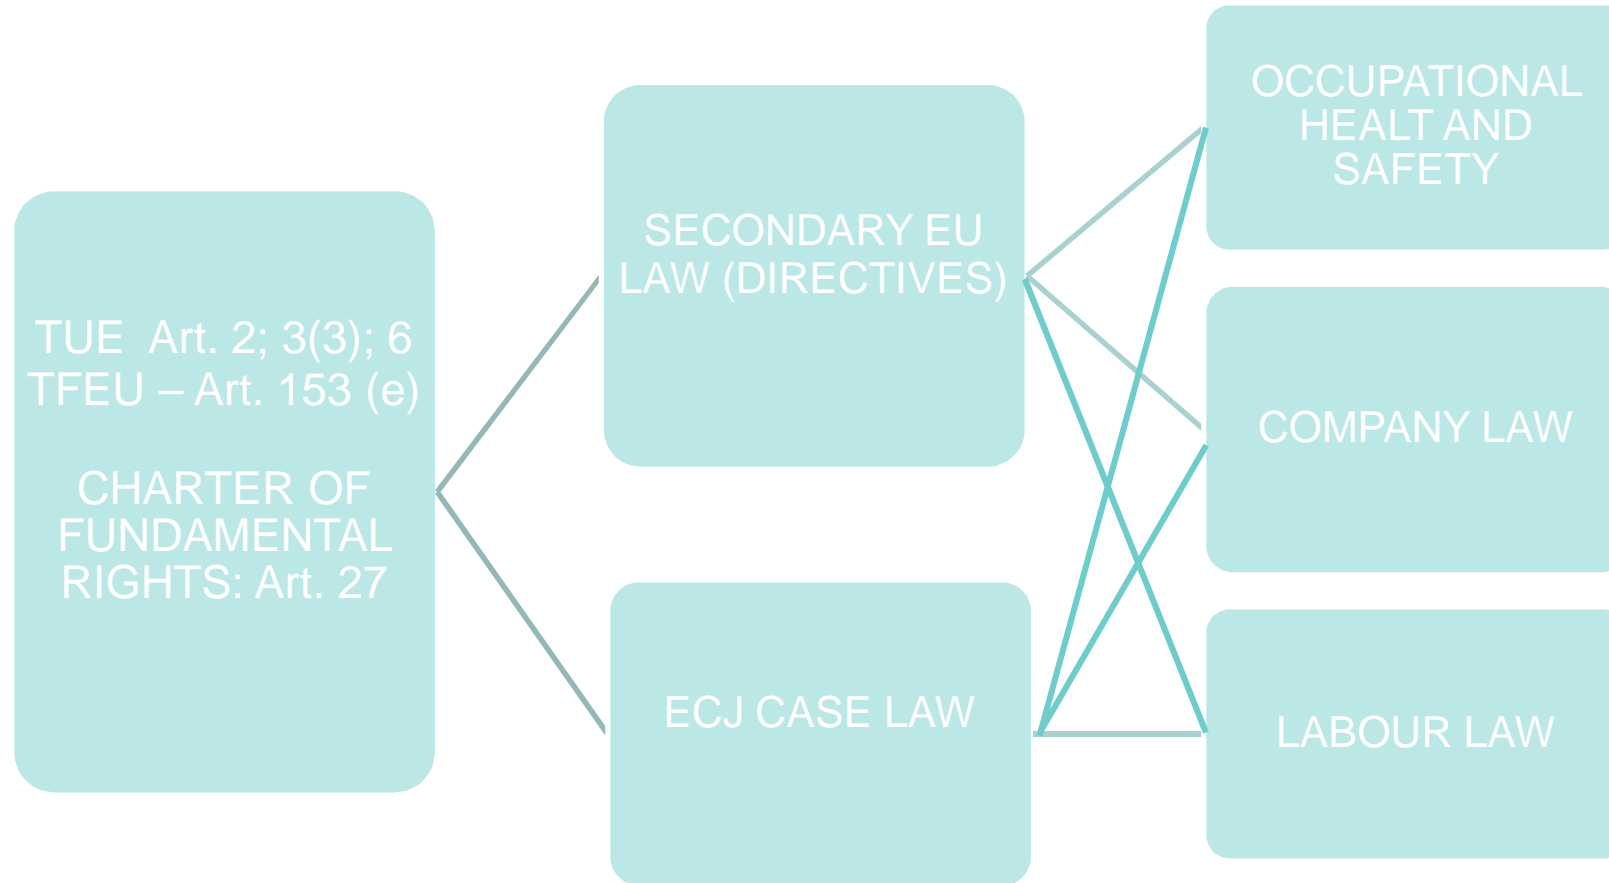 TUE Art. 2; 3(3); 6
TFEU – Art. 153 (e)
CHARTER OF
FUNDAMENTAL
RIGHTS: Art. 27
SECONDARY EU
LAW (DIRECTIVES)
ECJ CASE LAW
OCCUPATIONAL
HEALT AND
SAFETY
COMPANY LAW
LABOUR LAW